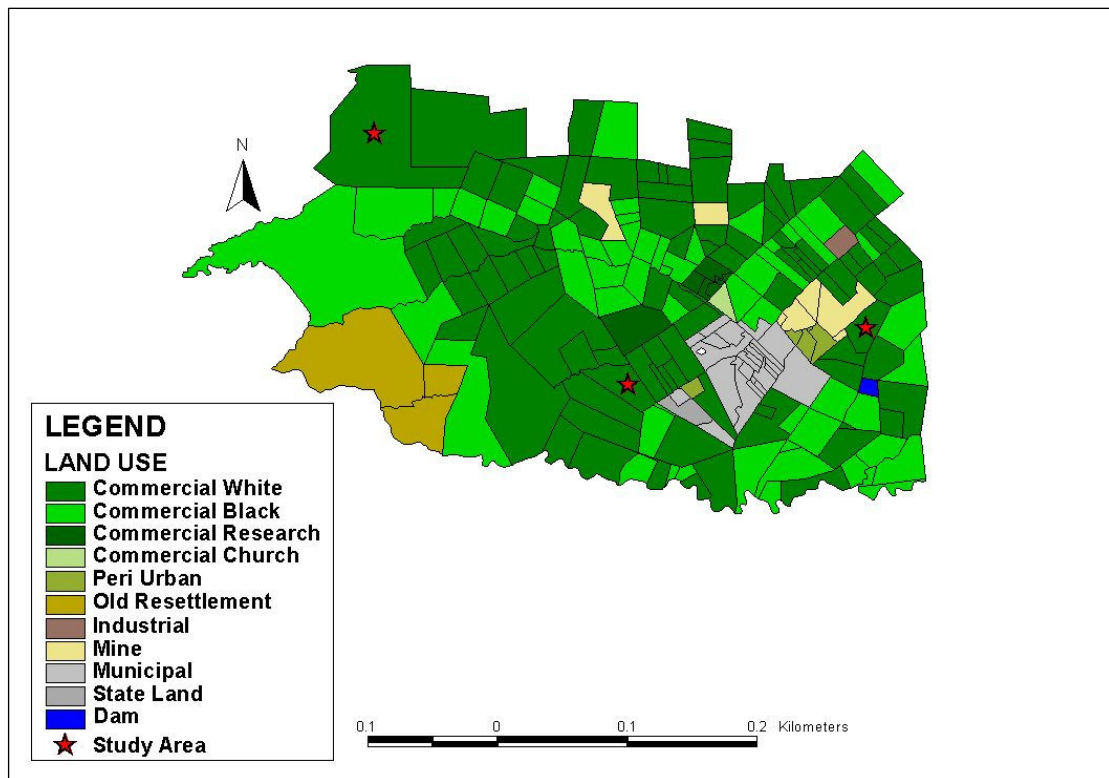 N
LEGEND
LAND USE
Commercial White
Commercial Black
Commercial Research
Commercial Church
Peri Urban
Old Resettlement
Industrial
Mine
Municipal
State Land
Dam
Study Area
0.1 0 0.1 0.2 Kilometers